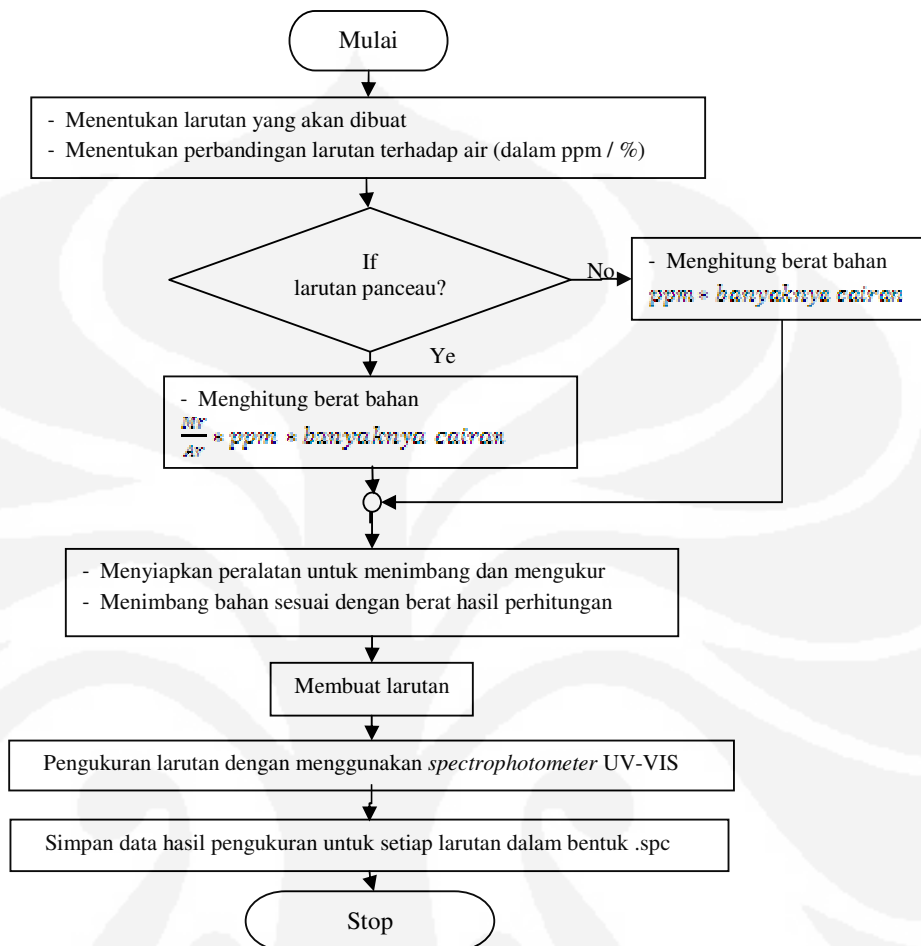 Mulai
- Menentukan larutan yang akan dibuat
- Menentukan perbandingan larutan terhadap air (dalam ppm / %)
If
larutan panceau?
No
- Menghitung berat bahan
ppm * banyaknya cairan
Ye
- Menghitung berat bahan
Mr/Ar * ppm * banyaknya cairan
- Menyiapkan peralatan untuk menimbang dan mengukur
- Menimbang bahan sesuai dengan berat hasil perhitungan
Membuat larutan
Pengukuran larutan dengan menggunakan spectrophotometer UV-VIS
Simpan data hasil pengukuran untuk setiap larutan dalam bentuk .spc
Stop